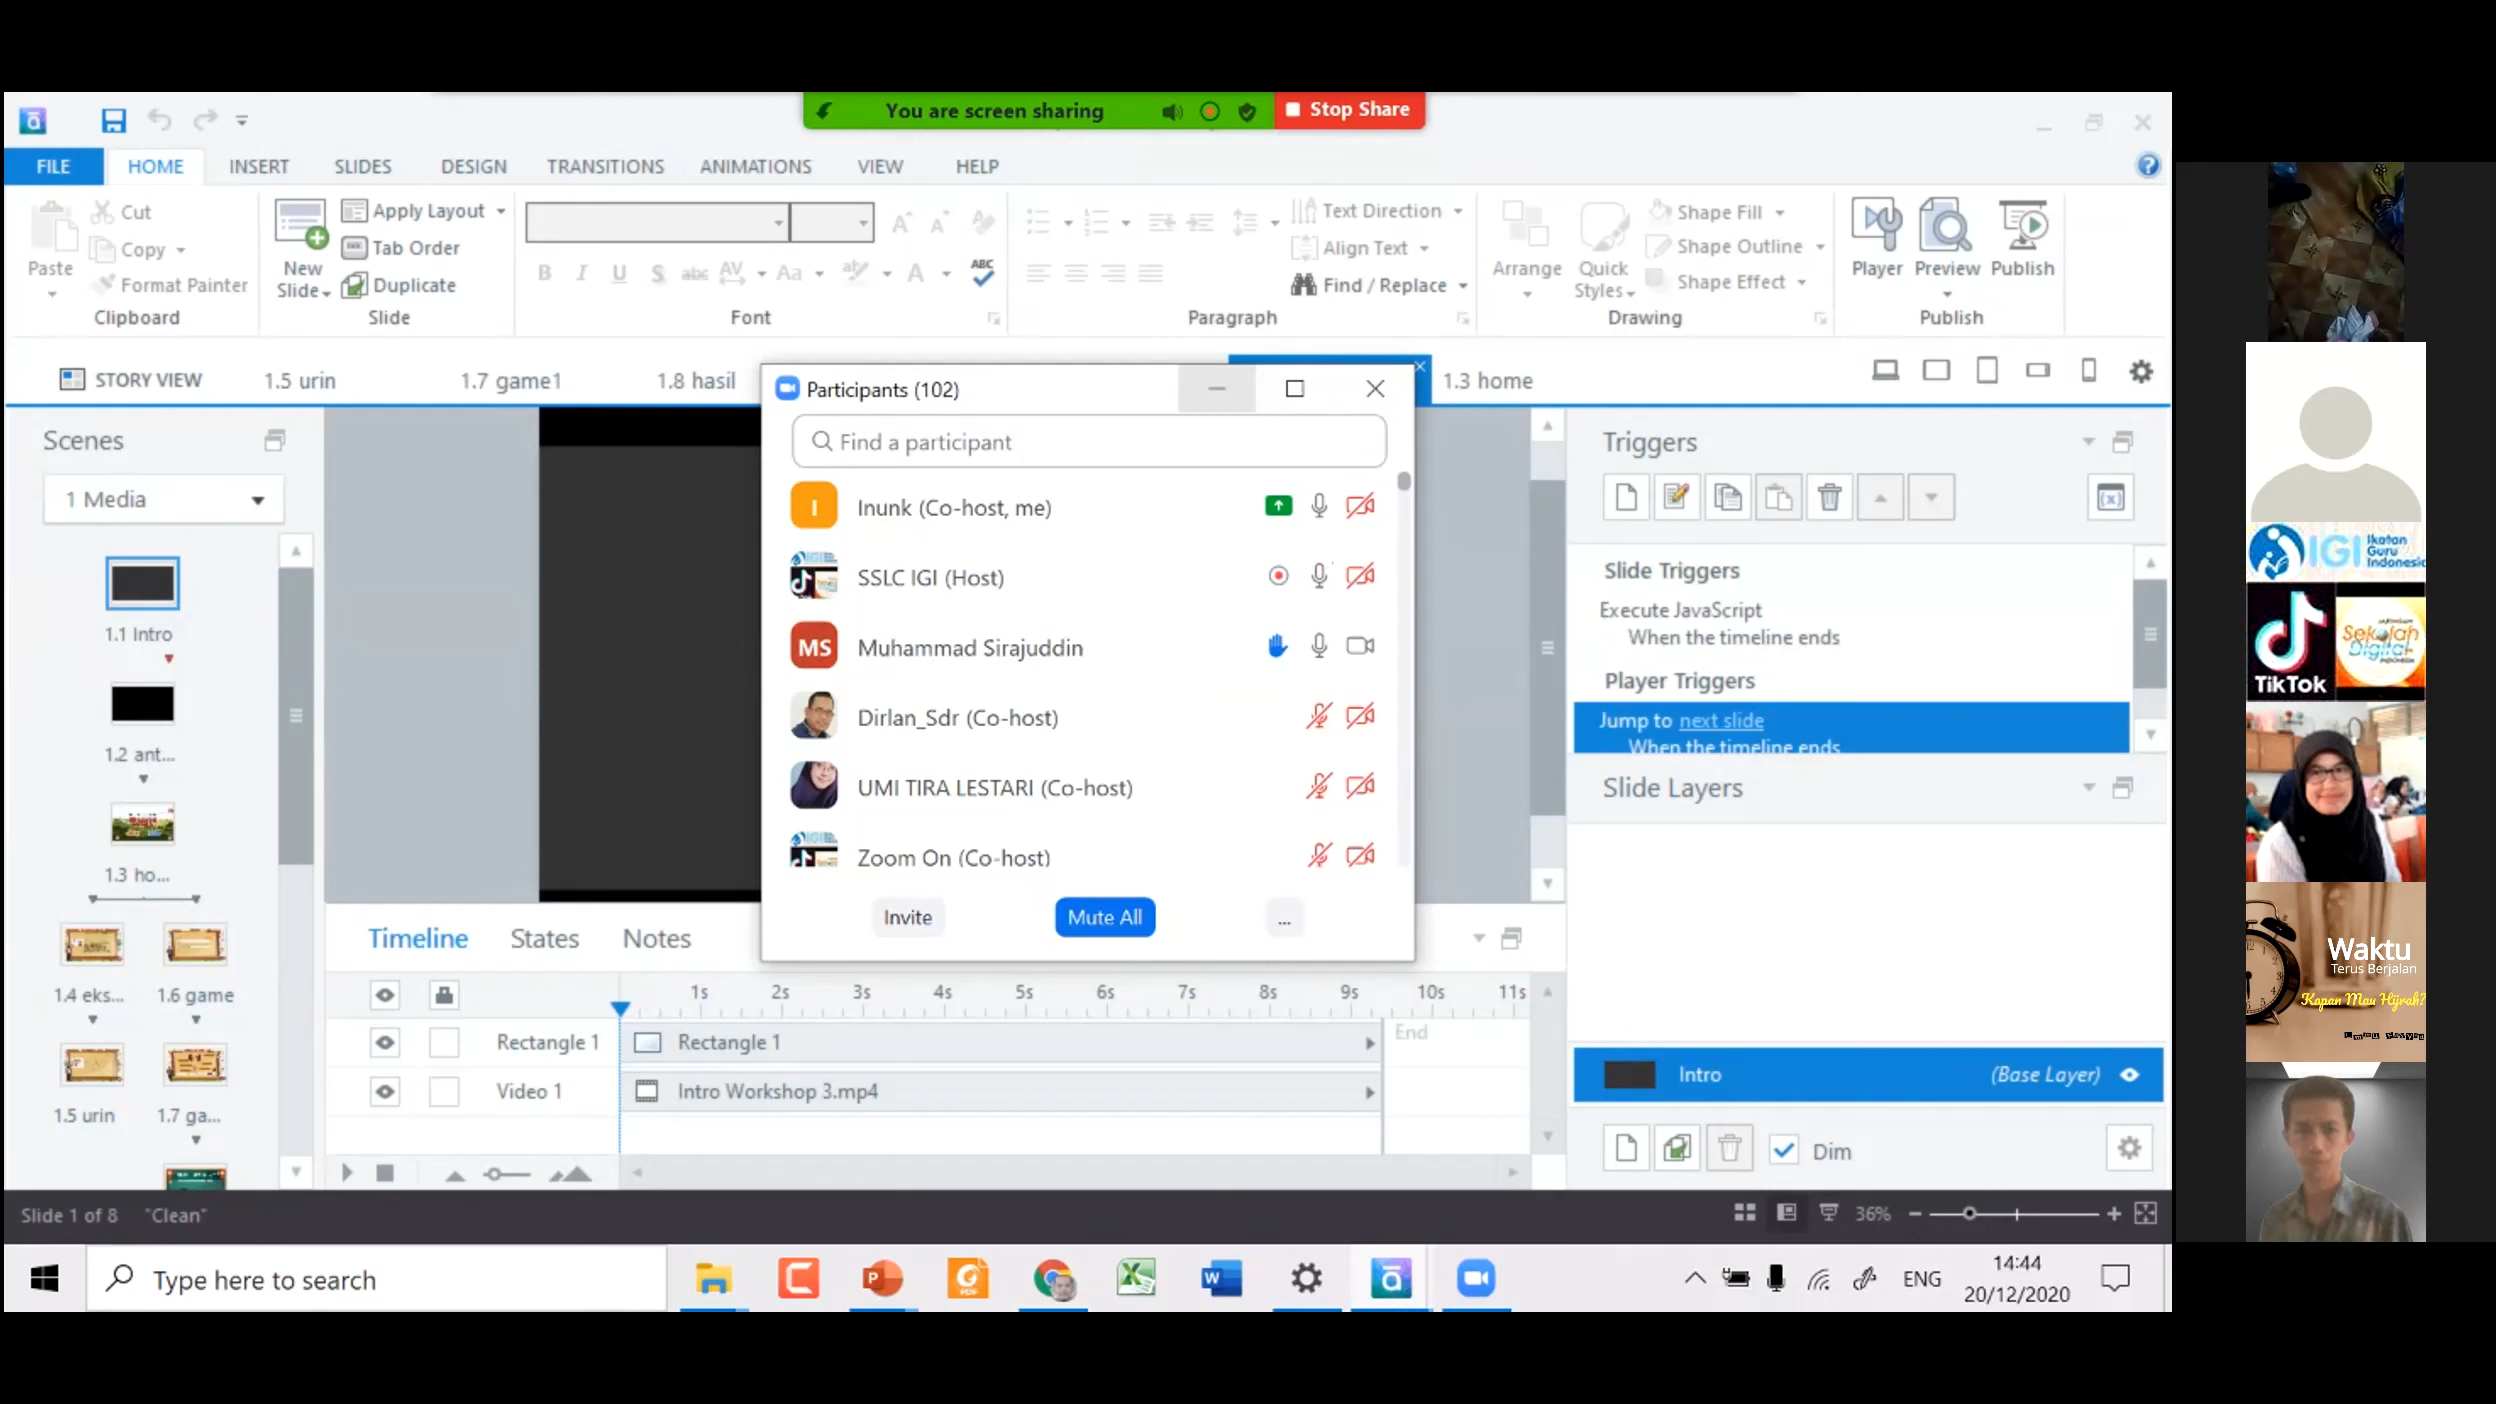 You are screen sharing
Stop Share
FILE
HOME
INSERT
SLIDES
DESIGN
TRANSITIONS
ANIMATIONS
VIEW
HELP
Paste
Cut
Copy
Format Painter
Clipboard
New
Slide
Apply Layout
Tab Order
Duplicate
Slide
Font
Text Direction
Align Text
Find / Replace
Paragraph
Arrange
Quick
Styles
Shape Fill
Shape Outline
Shape Effect
Drawing
Player
Preview
Publish
Publish
STORY VIEW
1.5 urin
1.7 game1
1.8 hasil
1.3 home
Scenes
1 Media
1.1 Intro
1.2 ant...
1.3 ho...
1.4 eks...
1.6 game
1.5 urin
1.7 ga...
Participants (102)
Find a participant
I
Inunk (Co-host, me)
SSLC IGI (Host)
MS
Muhammad Sirajuddin
Dirlan_Sdr (Co-host)
UMI TIRA LESTARI (Co-host)
Zoom On (Co-host)
Invite
Mute All
...
Triggers
Slide Triggers
Execute JavaScript
When the timeline ends
Player Triggers
Jump to next slide
When the timeline ends
Slide Layers
Intro
(Base Layer)
Dim
Timeline
States
Notes
1s 2s 3s 4s 5s 6s 7s 8s 9s 10s 11s
Rectangle 1
Rectangle 1
End
Video 1
Intro Workshop 3.mp4
Slide 1 of 8
"Clean"
36%
Type here to search
ENG
14:44
20/12/2020
IGI
Ikatan
Guru
Indonesia
TikTok
Sekolah
Digital
Waktu
Terus Berjalan
Kapan Mau Hijrah?